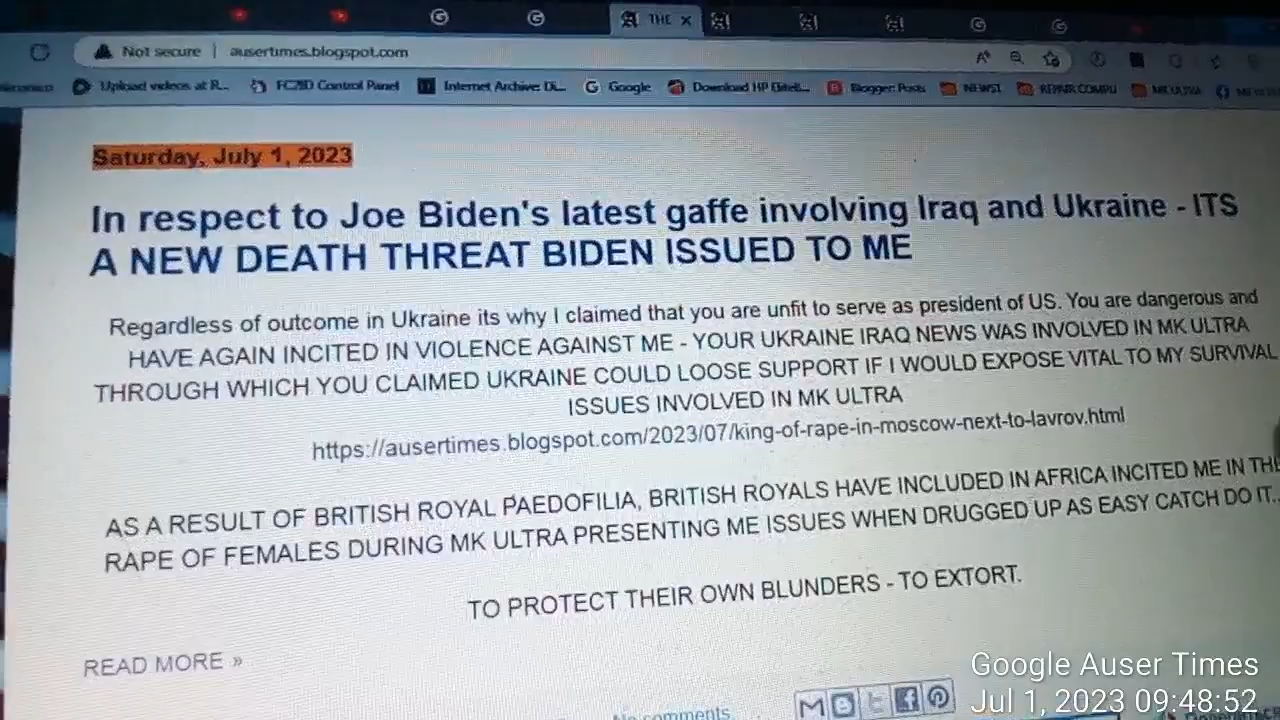 THE
Not secure | ausertimes.blogspot.com
Upload videos at R... FC2ID Control Panel Internet Archive: Di... Google Download HP Eliteli... Blogger: Posts NEWS1 REPAIR COMPU MK ULTRA
Saturday, July 1, 2023
In respect to Joe Biden's latest gaffe involving Iraq and Ukraine - ITS
A NEW DEATH THREAT BIDEN ISSUED TO ME
Regardless of outcome in Ukraine its why I claimed that you are unfit to serve as president of US. You are dangerous and
HAVE AGAIN INCITED IN VIOLENCE AGAINST ME - YOUR UKRAINE IRAQ NEWS WAS INVOLVED IN MK ULTRA
THROUGH WHICH YOU CLAIMED UKRAINE COULD LOOSE SUPPORT IF I WOULD EXPOSE VITAL TO MY SURVIVAL
ISSUES INVOLVED IN MK ULTRA
https://ausertimes.blogspot.com/2023/07/king-of-rape-in-moscow-next-to-lavrov.html
AS A RESULT OF BRITISH ROYAL PAEDOFILIA, BRITISH ROYALS HAVE INCLUDED IN AFRICA INCITED ME IN THE
RAPE OF FEMALES DURING MK ULTRA PRESENTING ME ISSUES WHEN DRUGGED UP AS EASY CATCH DO IT..
TO PROTECT THEIR OWN BLUNDERS - TO EXTORT.
READ MORE »
No comments
Google Auser Times
Jul 1, 2023 09:48:52